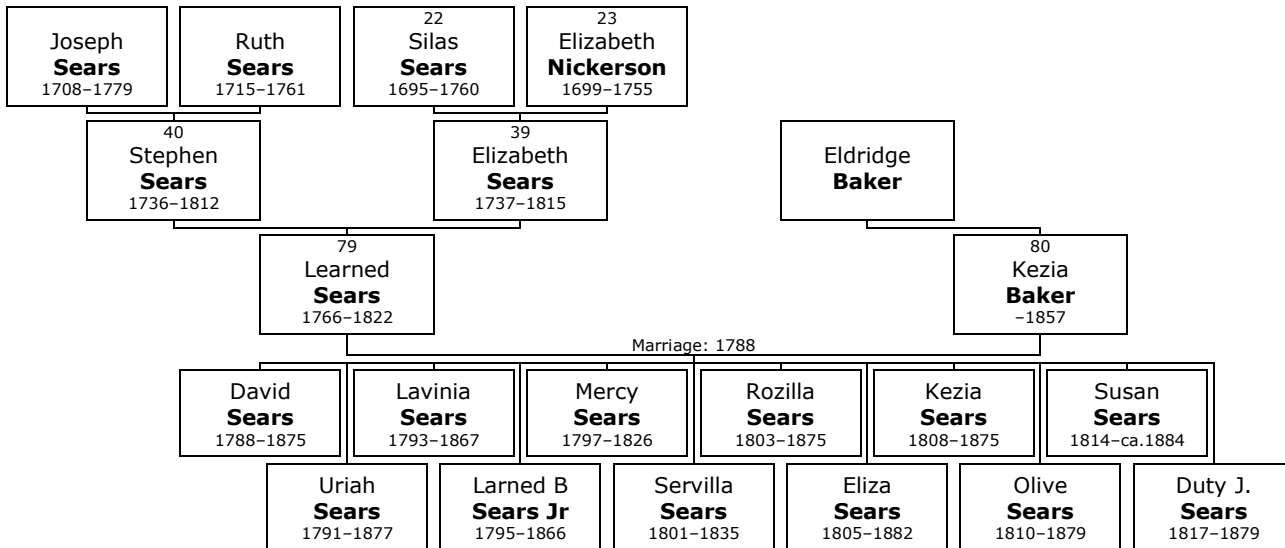 Joseph
Sears
1708–1779
Ruth
Sears
1715–1761
22
Silas
Sears
1695–1760
23
Elizabeth
Nickerson
1699–1755
40
Stephen
Sears
1736–1812
39
Elizabeth
Sears
1737–1815
Eldridge
Baker
79
Learned
Sears
1766–1822
80
Kezia
Baker
–1857
Marriage: 1788
David
Sears
1788–1875
Lavinia
Sears
1793–1867
Mercy
Sears
1797–1826
Rozilla
Sears
1803–1875
Kezia
Sears
1808–1875
Susan
Sears
1814–ca.1884
Uriah
Sears
1791–1877
Larned B
Sears Jr
1795–1866
Servilla
Sears
1801–1835
Eliza
Sears
1805–1882
Olive
Sears
1810–1879
Duty J.
Sears
1817–1879